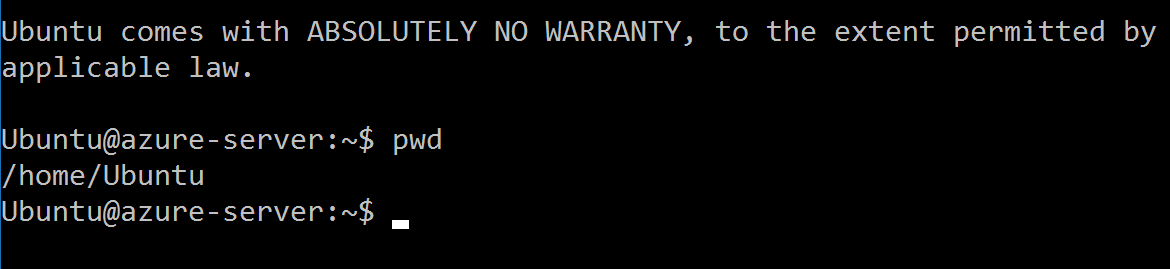 Ubuntu comes with ABSOLUTELY NO WARRANTY, to the extent permitted by
applicable law.
Ubuntu@azure-server:~$ pwd
/home/Ubuntu
Ubuntu@azure-server:~$